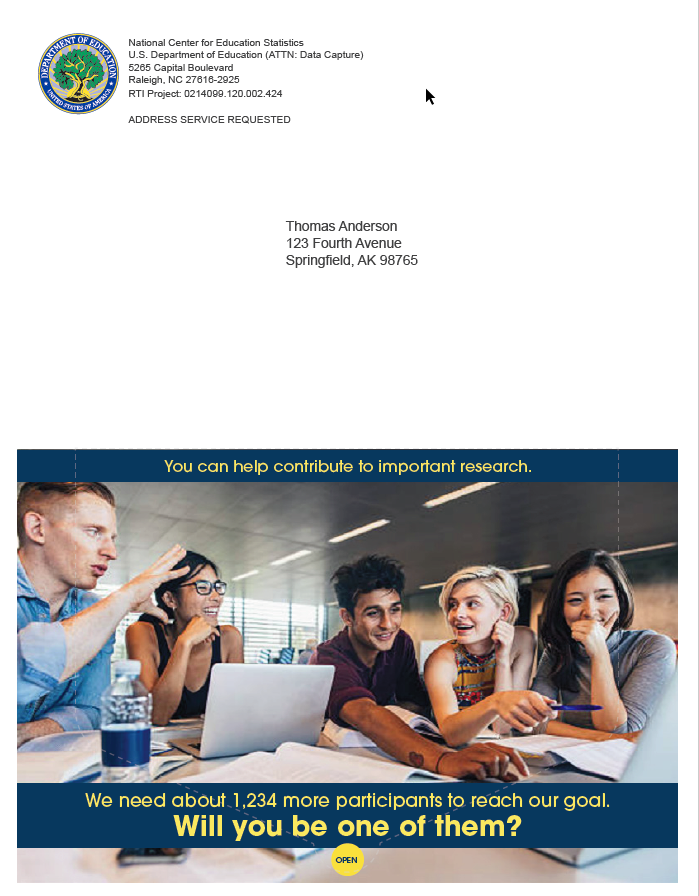 DEPARTMENT OF EDUCATION
UNITED STATES OF AMERICA
National Center for Education Statistics
U.S. Department of Education (ATTN: Data Capture)
5265 Capital Boulevard
Raleigh, NC 27616-2925
RTI Project: 0214099.120.002.424
ADDRESS SERVICE REQUESTED
Thomas Anderson
123 Fourth Avenue
Springfield, AK 98765
You can help contribute to important research.
We need about 1,234 more participants to reach our goal.
Will you be one of them?
OPEN